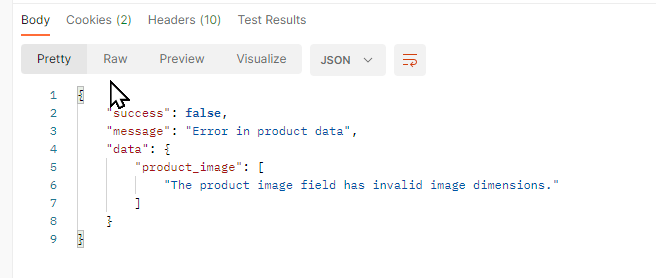 Body Cookies (2) Headers (10) Test Results
Pretty Raw Preview Visualize JSON
1 {
2 "success": false,
3 "message": "Error in product data",
4 "data": {
5 "product_image": [
6 "The product image field has invalid image dimensions."
7 ]
8 }
9 }